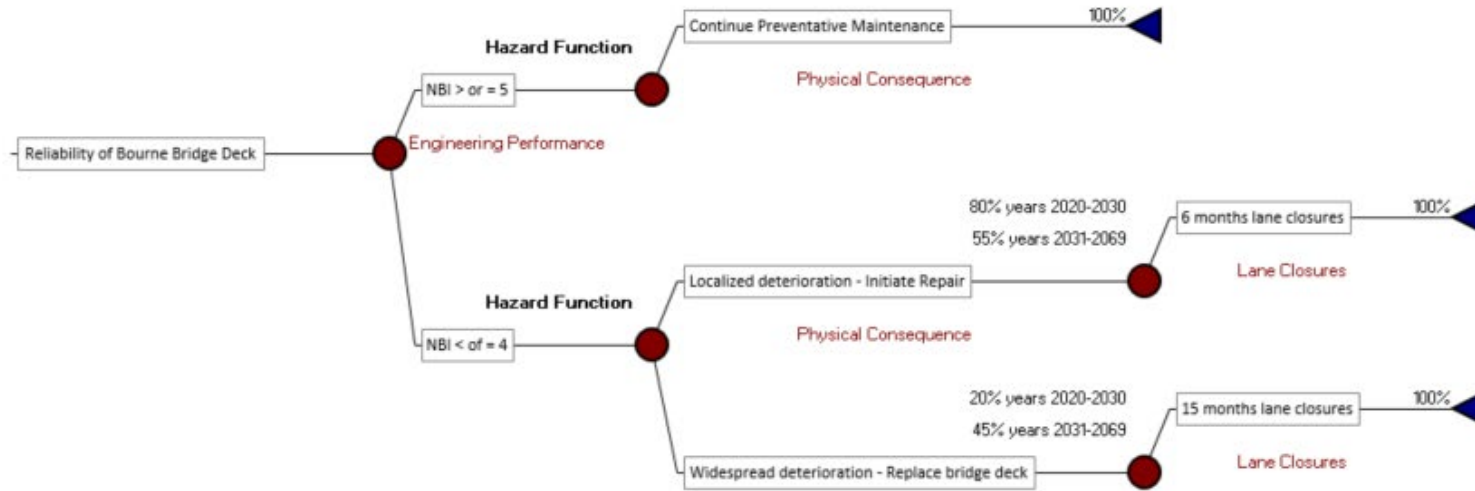 Continue Preventative Maintenance
100%
Hazard Function
Physical Consequence
NBI > or = 5
Engineering Performance
Reliability of Bourne Bridge Deck
80% years 2020-2030
6 months lane closures
100%
55% years 2031-2069
Lane Closures
Localized deterioration - Initiate Repair
Hazard Function
Physical Consequence
NBI < of = 4
20% years 2020-2030
15 months lane closures
100%
45% years 2031-2069
Lane Closures
Widespread deterioration - Replace bridge deck